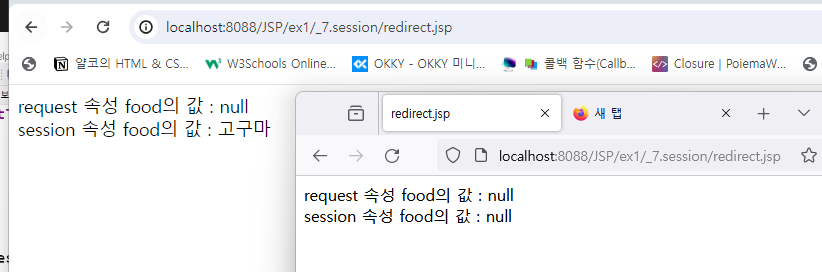 localhost:8088/JSP/ex1/_7.session/redirect.jsp
얄코의 HTML & CS... W3Schools Online... OKKY - OKKY 미니... 콜백 함수(Callb... Closure | PoiemaW...
request 속성 food의 값 : null
session 속성 food의 값 : 고구마
redirect.jsp 새 탭
localhost:8088/JSP/ex1/_7.session/redirect.jsp
request 속성 food의 값 : null
session 속성 food의 값 : null